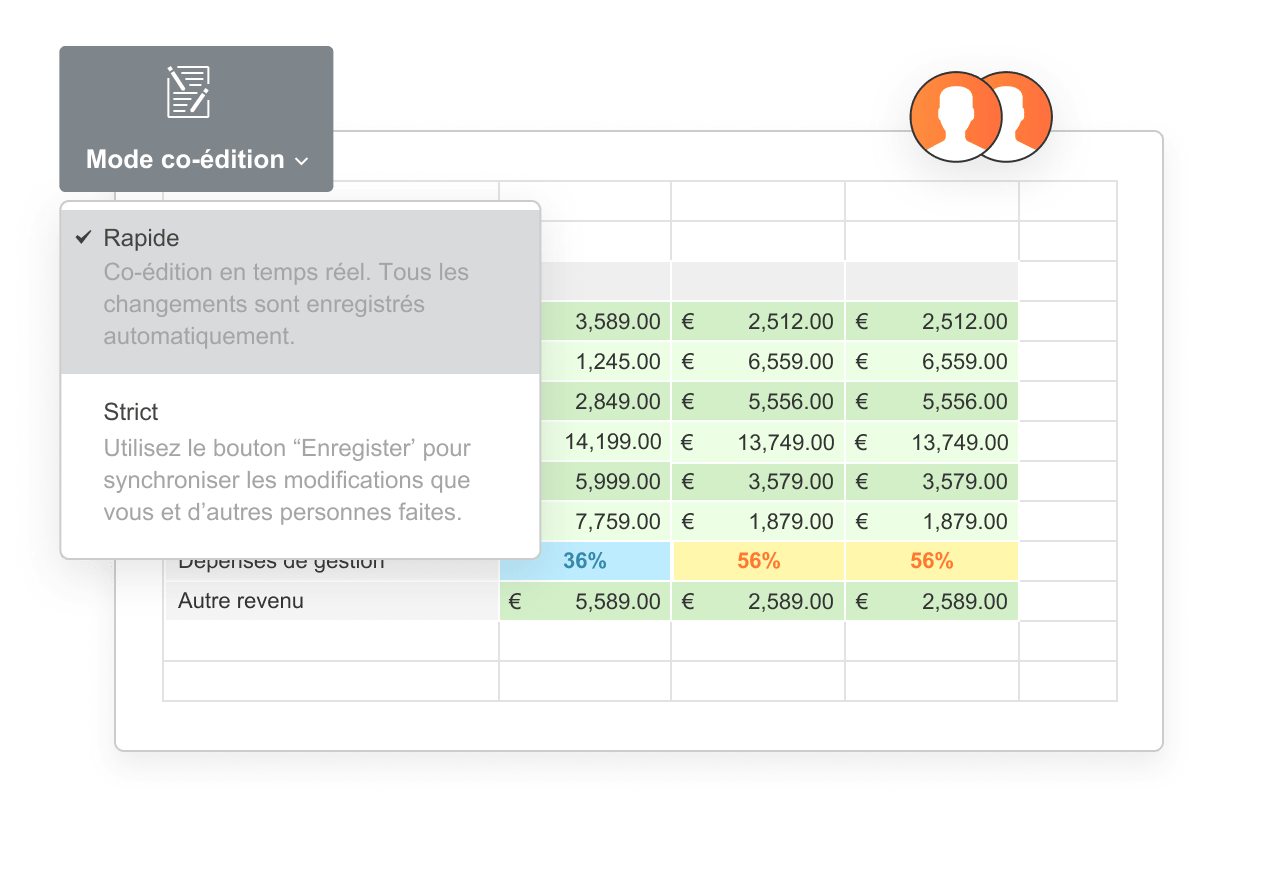 Mode co-édition
Rapide
Co-édition en temps réel. Tous les
changements sont enregistrés
automatiquement.
Strict
Utilisez le bouton “Enregister’ pour
synchroniser les modifications que
vous et d’autres personnes faites.
3,589.00 € 2,512.00 € 2,512.00
1,245.00 € 6,559.00 € 6,559.00
2,849.00 € 5,556.00 € 5,556.00
14,199.00 € 13,749.00 € 13,749.00
5,999.00 € 3,579.00 € 3,579.00
7,759.00 € 1,879.00 € 1,879.00
Dépenses de gestion 36% 56% 56%
Autre revenu € 5,589.00 € 2,589.00 € 2,589.00